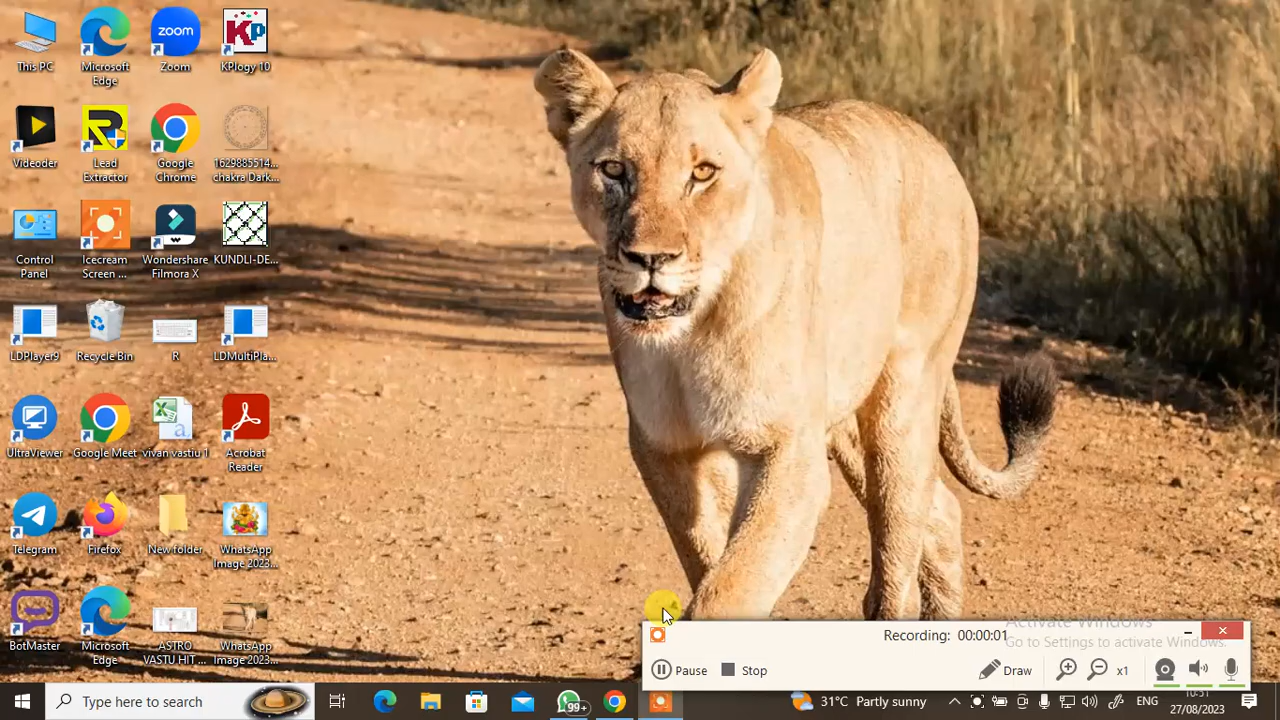 This PC
Microsoft
Edge
zoom
Zoom
Kp
KPlogy 10
Videoder
Lead
Extractor
Google
Chrome
1629885514...
chakra Dark...
Control
Panel
Icecream
Screen ...
Wondershare
Filmora X
KUNDLI-DE...
LDPlayer9
Recycle Bin
R
LDMultiPla...
UltraViewer
Google Meet
vivan vastiu 1
Acrobat
Reader
Telegram
Firefox
New folder
WhatsApp
Image 2023...
BotMaster
Microsoft
Edge
ASTRO
VASTU HIT ...
WhatsApp
Image 2023...
Recording: 00:00:01
Activate Windows
Go to Settings to activate Windows.
Pause
Stop
Draw
x1
Type here to search
99+
31°C Partly sunny
ENG
10:51
27/08/2023